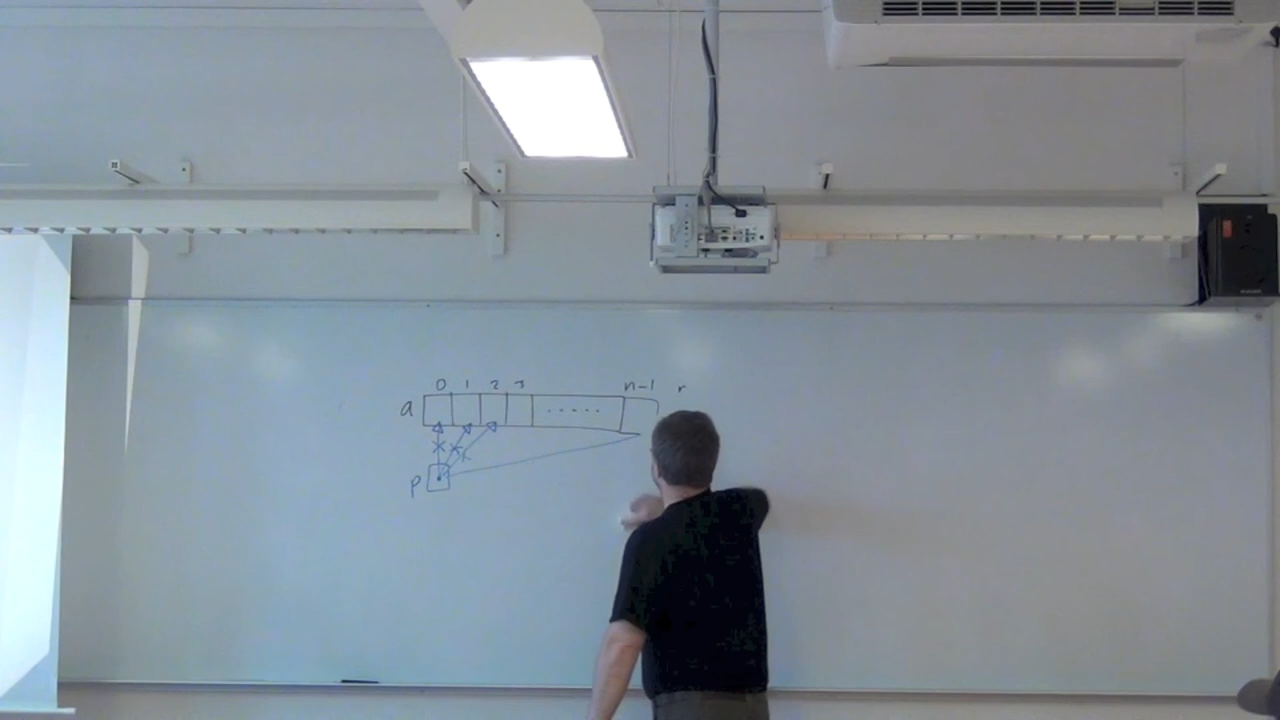 0 1 2 3 n-1
a .....
p